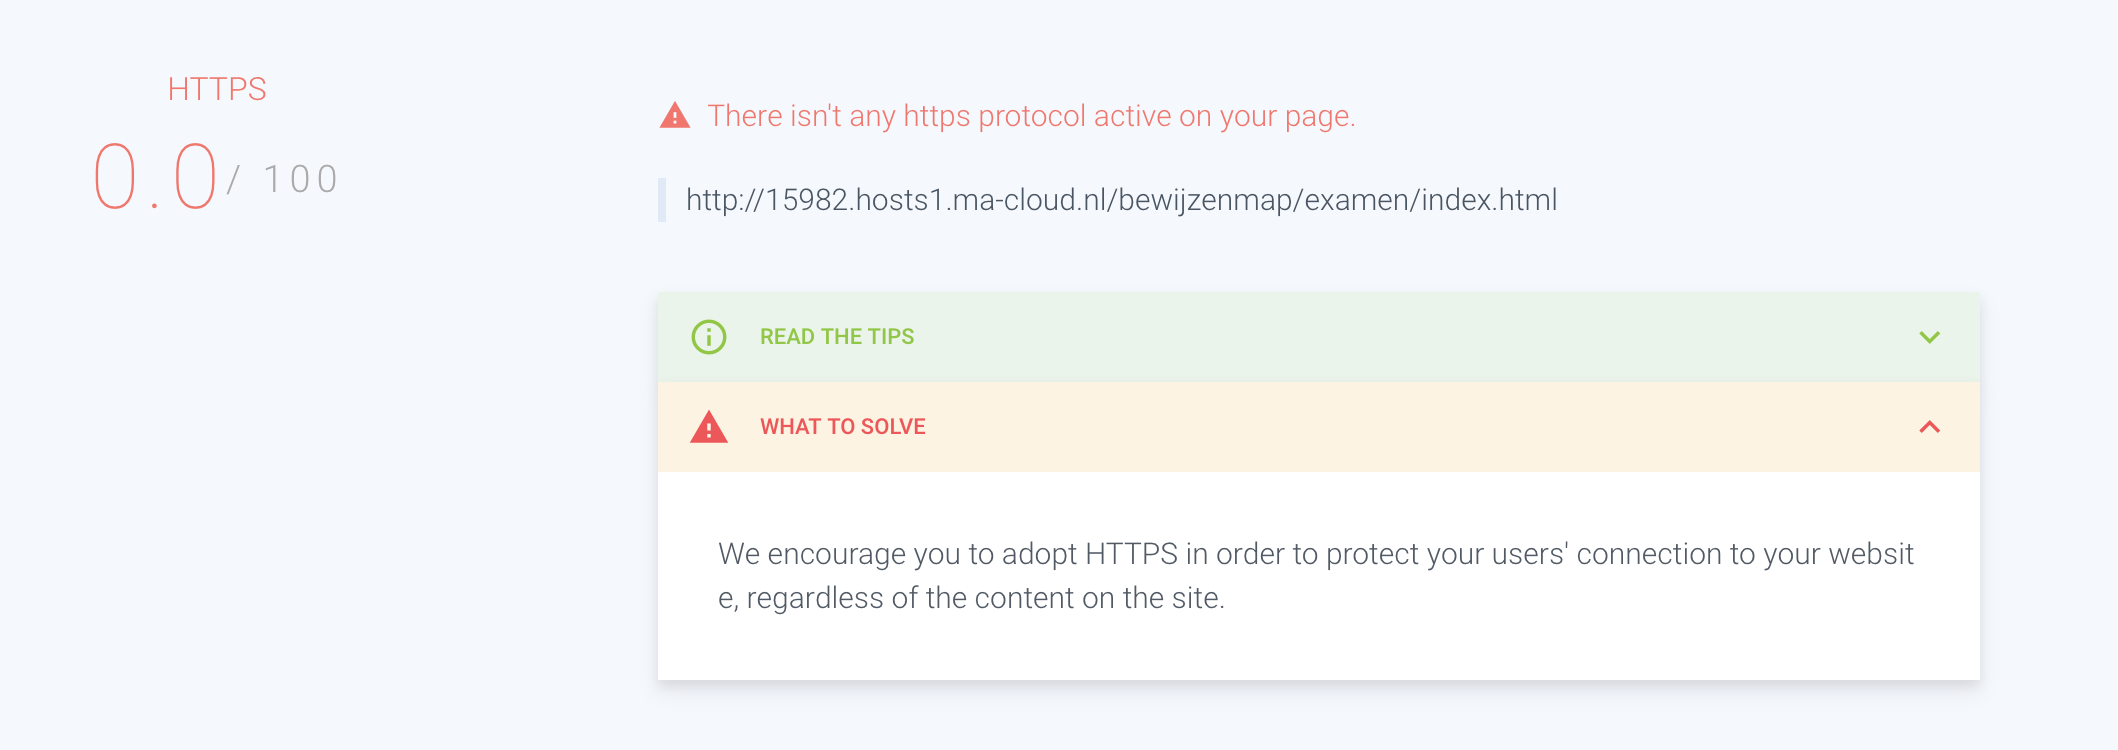 HTTPS
0.0 / 100
There isn't any https protocol active on your page.
http://15982.hosts1.ma-cloud.nl/bewijzenmap/examen/index.html
READ THE TIPS
WHAT TO SOLVE
We encourage you to adopt HTTPS in order to protect your users' connection to your websit
e, regardless of the content on the site.